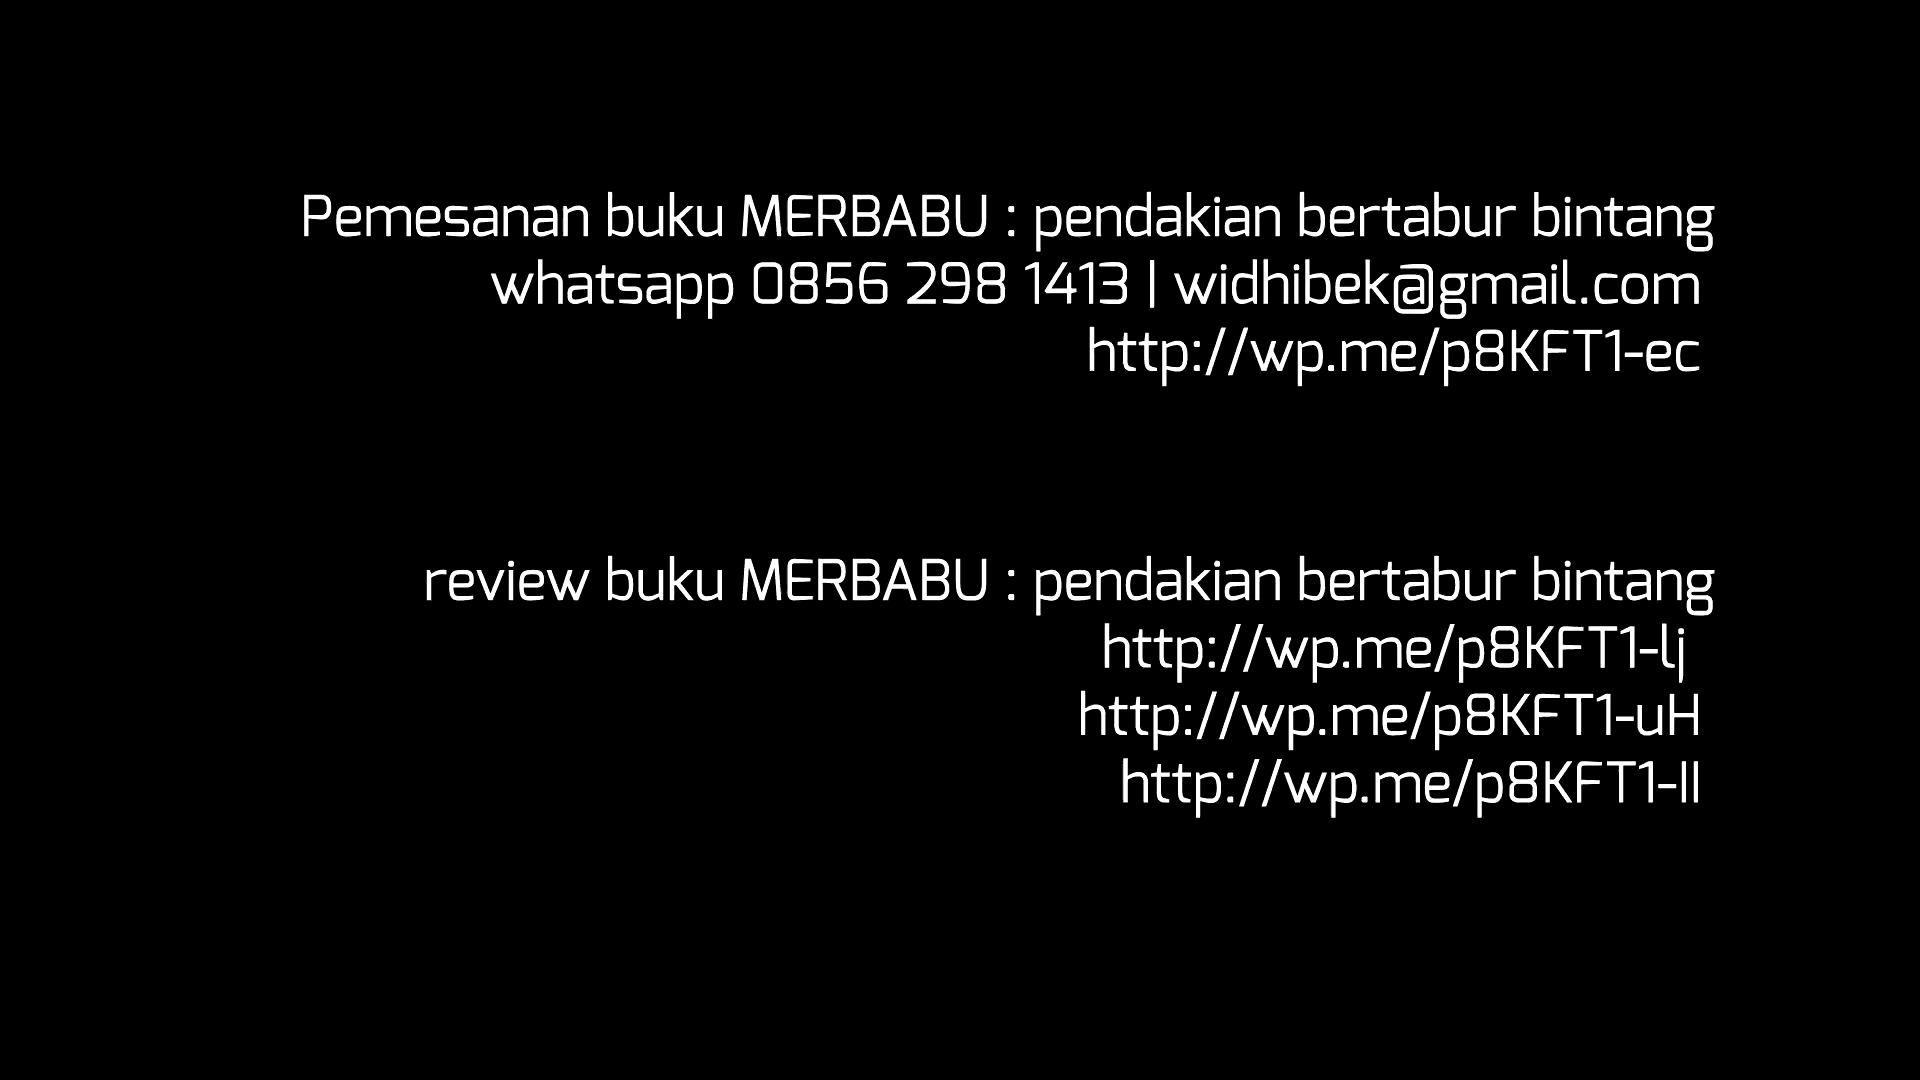 Pemesanan buku MERBABU : pendakian bertabur bintang
whatsapp 0856 298 1413 | widhibek@gmail.com
http://wp.me/p8KFT1-ec
review buku MERBABU : pendakian bertabur bintang
http://wp.me/p8KFT1-lj
http://wp.me/p8KFT1-uH
http://wp.me/p8KFT1-II